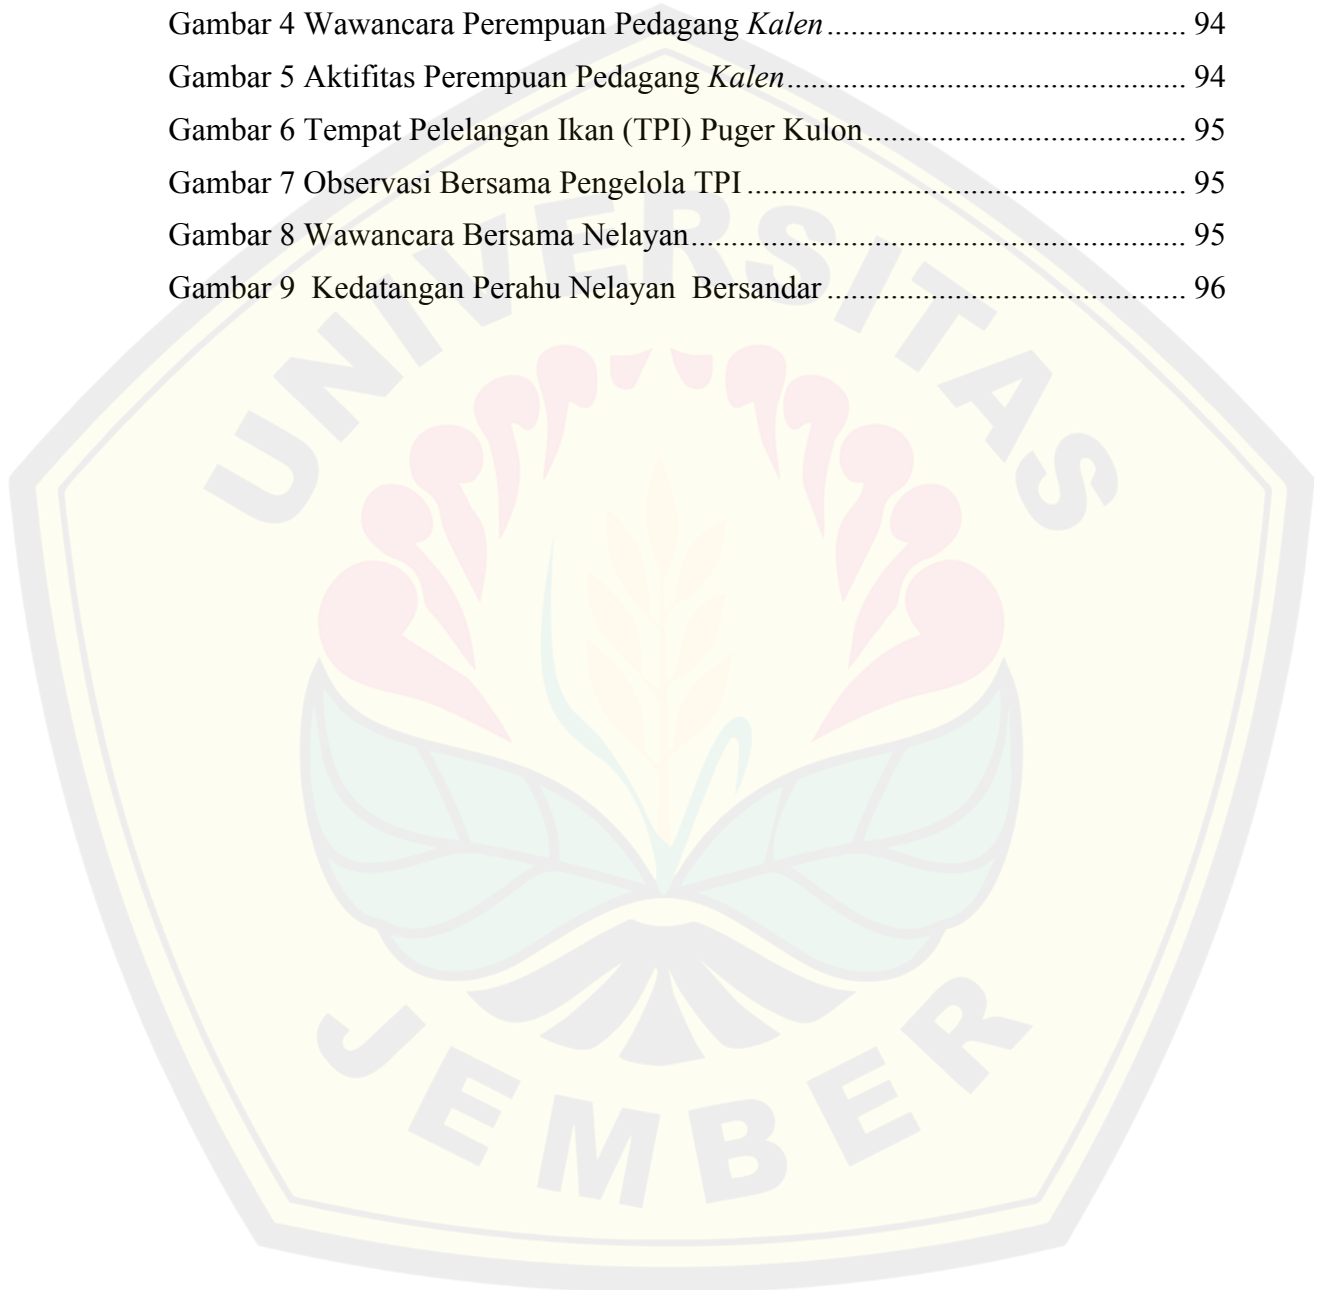 Gambar 4 Wawancara Perempuan Pedagang Kalen........................................ 94
Gambar 5 Aktifitas Perempuan Pedagang Kalen............................................ 94
Gambar 6 Tempat Pelelangan Ikan (TPI) Puger Kulon.................................. 95
Gambar 7 Observasi Bersama Pengelola TPI.................................................. 95
Gambar 8 Wawancara Bersama Nelayan......................................................... 95
Gambar 9  Kedatangan Perahu Nelayan  Bersandar........................................ 96
UNIVERSITAS
JEMBER